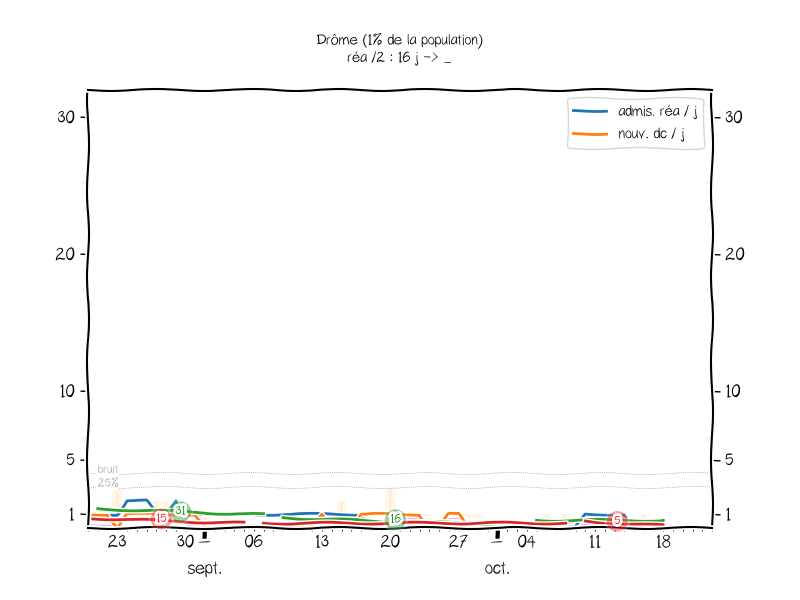 Drôme (1% de la population)
réa /2 : 16 j -> _
admis. réa / j
nouv. dc / j
30 30
20 20
10 10
5 5
bruit
25%
1 1
31
15
16
5
23 30 06 13 20 27 04 11 18
sept. oct.